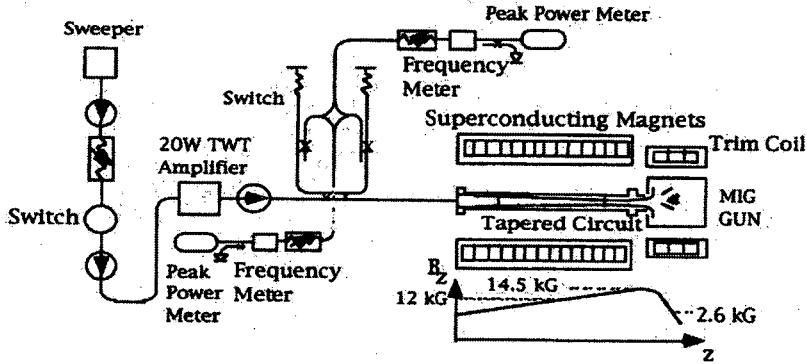 Peak Power Meter
Sweeper
Frequency
Meter
Switch
Superconducting Magnets
Trim Coil
20W TWT
Amplifier
MIG
GUN
Switch
Tapered Circuit
Peak
Power
Meter
Frequency
Meter
B
z
14.5 kG
12 kG
2.6 kG
z